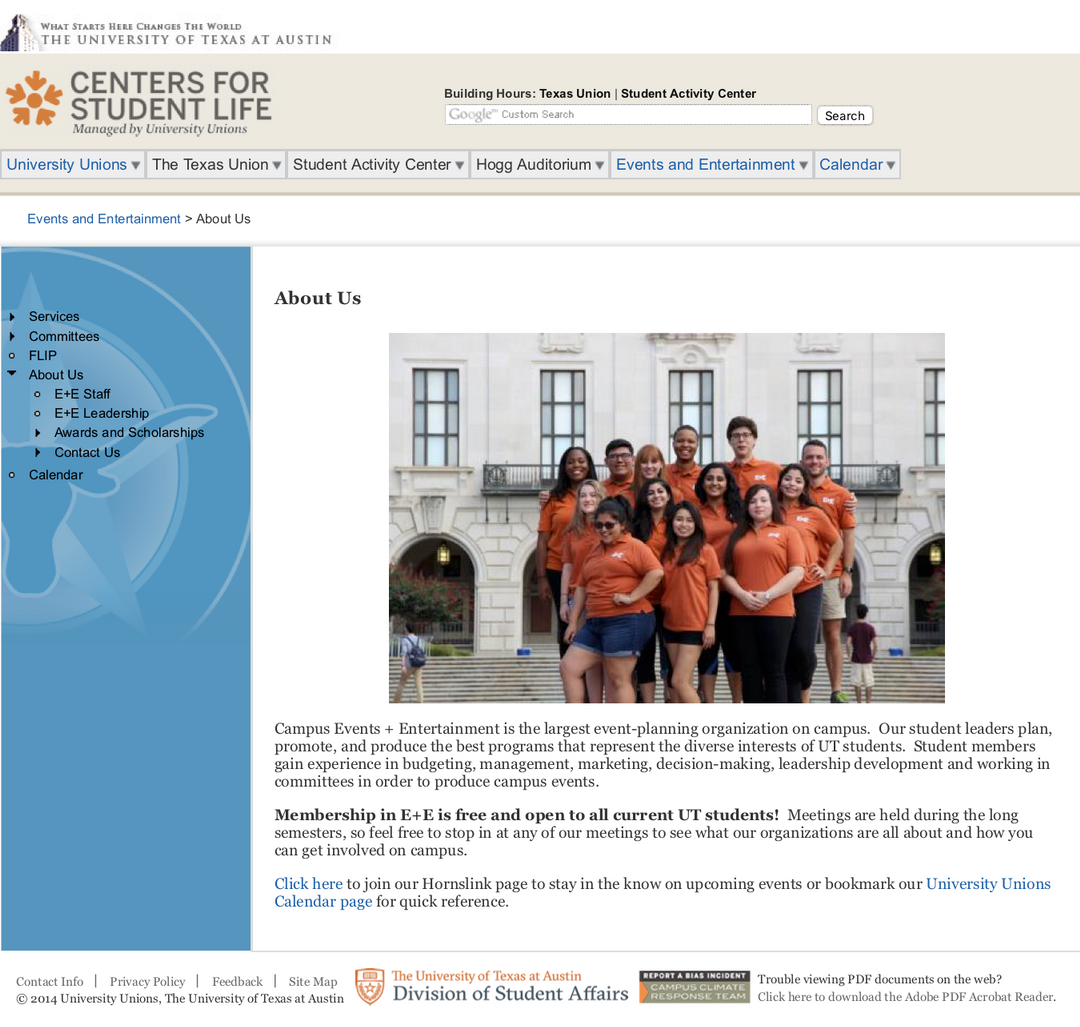 WHAT STARTS HERE CHANGES THE WORLD
THE UNIVERSITY OF TEXAS AT AUSTIN
CENTERS FOR
STUDENT LIFE
Managed by University Unions
Building Hours: Texas Union | Student Activity Center
Google™ Custom Search
Search
University Unions
The Texas Union
Student Activity Center
Hogg Auditorium
Events and Entertainment
Calendar
Events and Entertainment > About Us
Services
Committees
FLIP
About Us
E+E Staff
E+E Leadership
Awards and Scholarships
Contact Us
Calendar
About Us
Campus Events + Entertainment is the largest event-planning organization on campus.  Our student leaders plan,
promote, and produce the best programs that represent the diverse interests of UT students.  Student members
gain experience in budgeting, management, marketing, decision-making, leadership development and working in
committees in order to produce campus events.
Membership in E+E is free and open to all current UT students!  Meetings are held during the long
semesters, so feel free to stop in at any of our meetings to see what our organizations are all about and how you
can get involved on campus.
Click here to join our Hornslink page to stay in the know on upcoming events or bookmark our University Unions
Calendar page for quick reference.
Contact Info | Privacy Policy | Feedback | Site Map
© 2014 University Unions, The University of Texas at Austin
The University of Texas at Austin
Division of Student Affairs
REPORT A BIAS INCIDENT
CAMPUS CLIMATE
RESPONSE TEAM
Trouble viewing PDF documents on the web?
Click here to download the Adobe PDF Acrobat Reader.